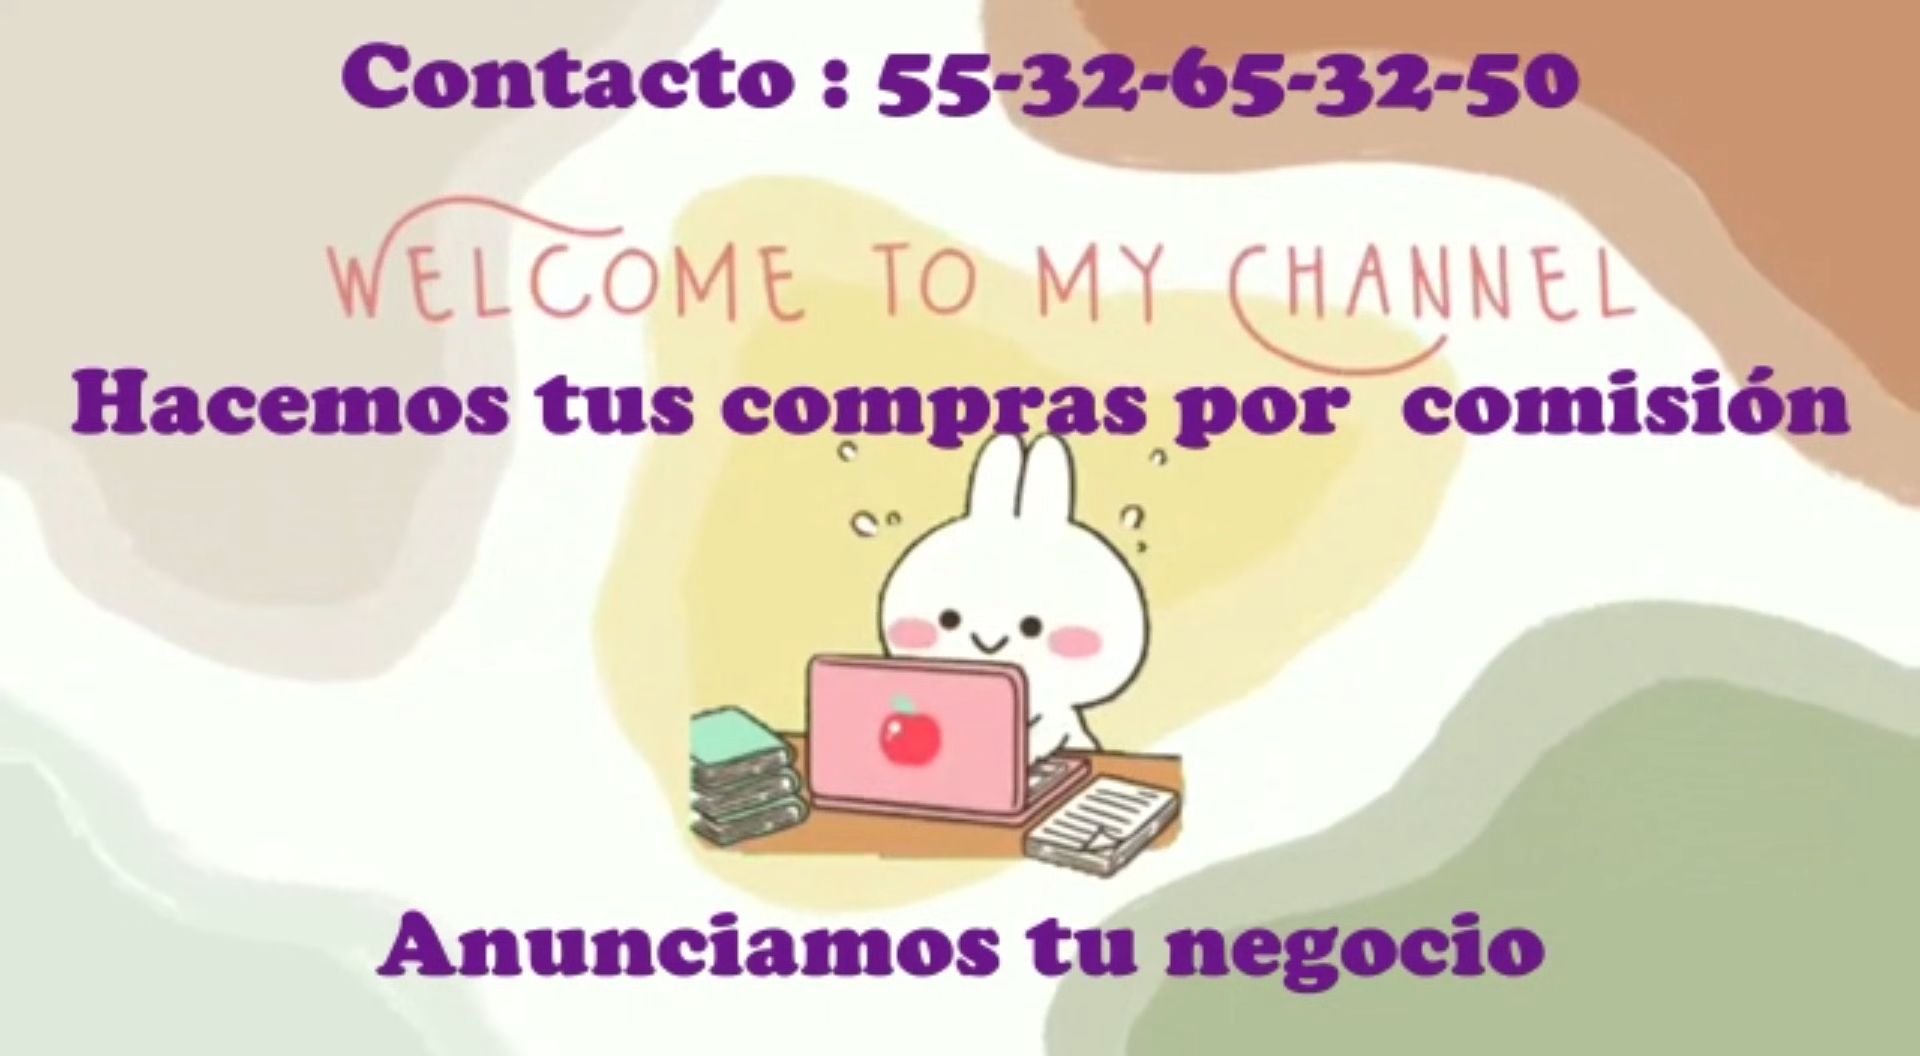 Contacto : 55-32-65-32-50
WELCOME TO MY CHANNEL
Hacemos tus compras por comisión
Anunciamos tu negocio